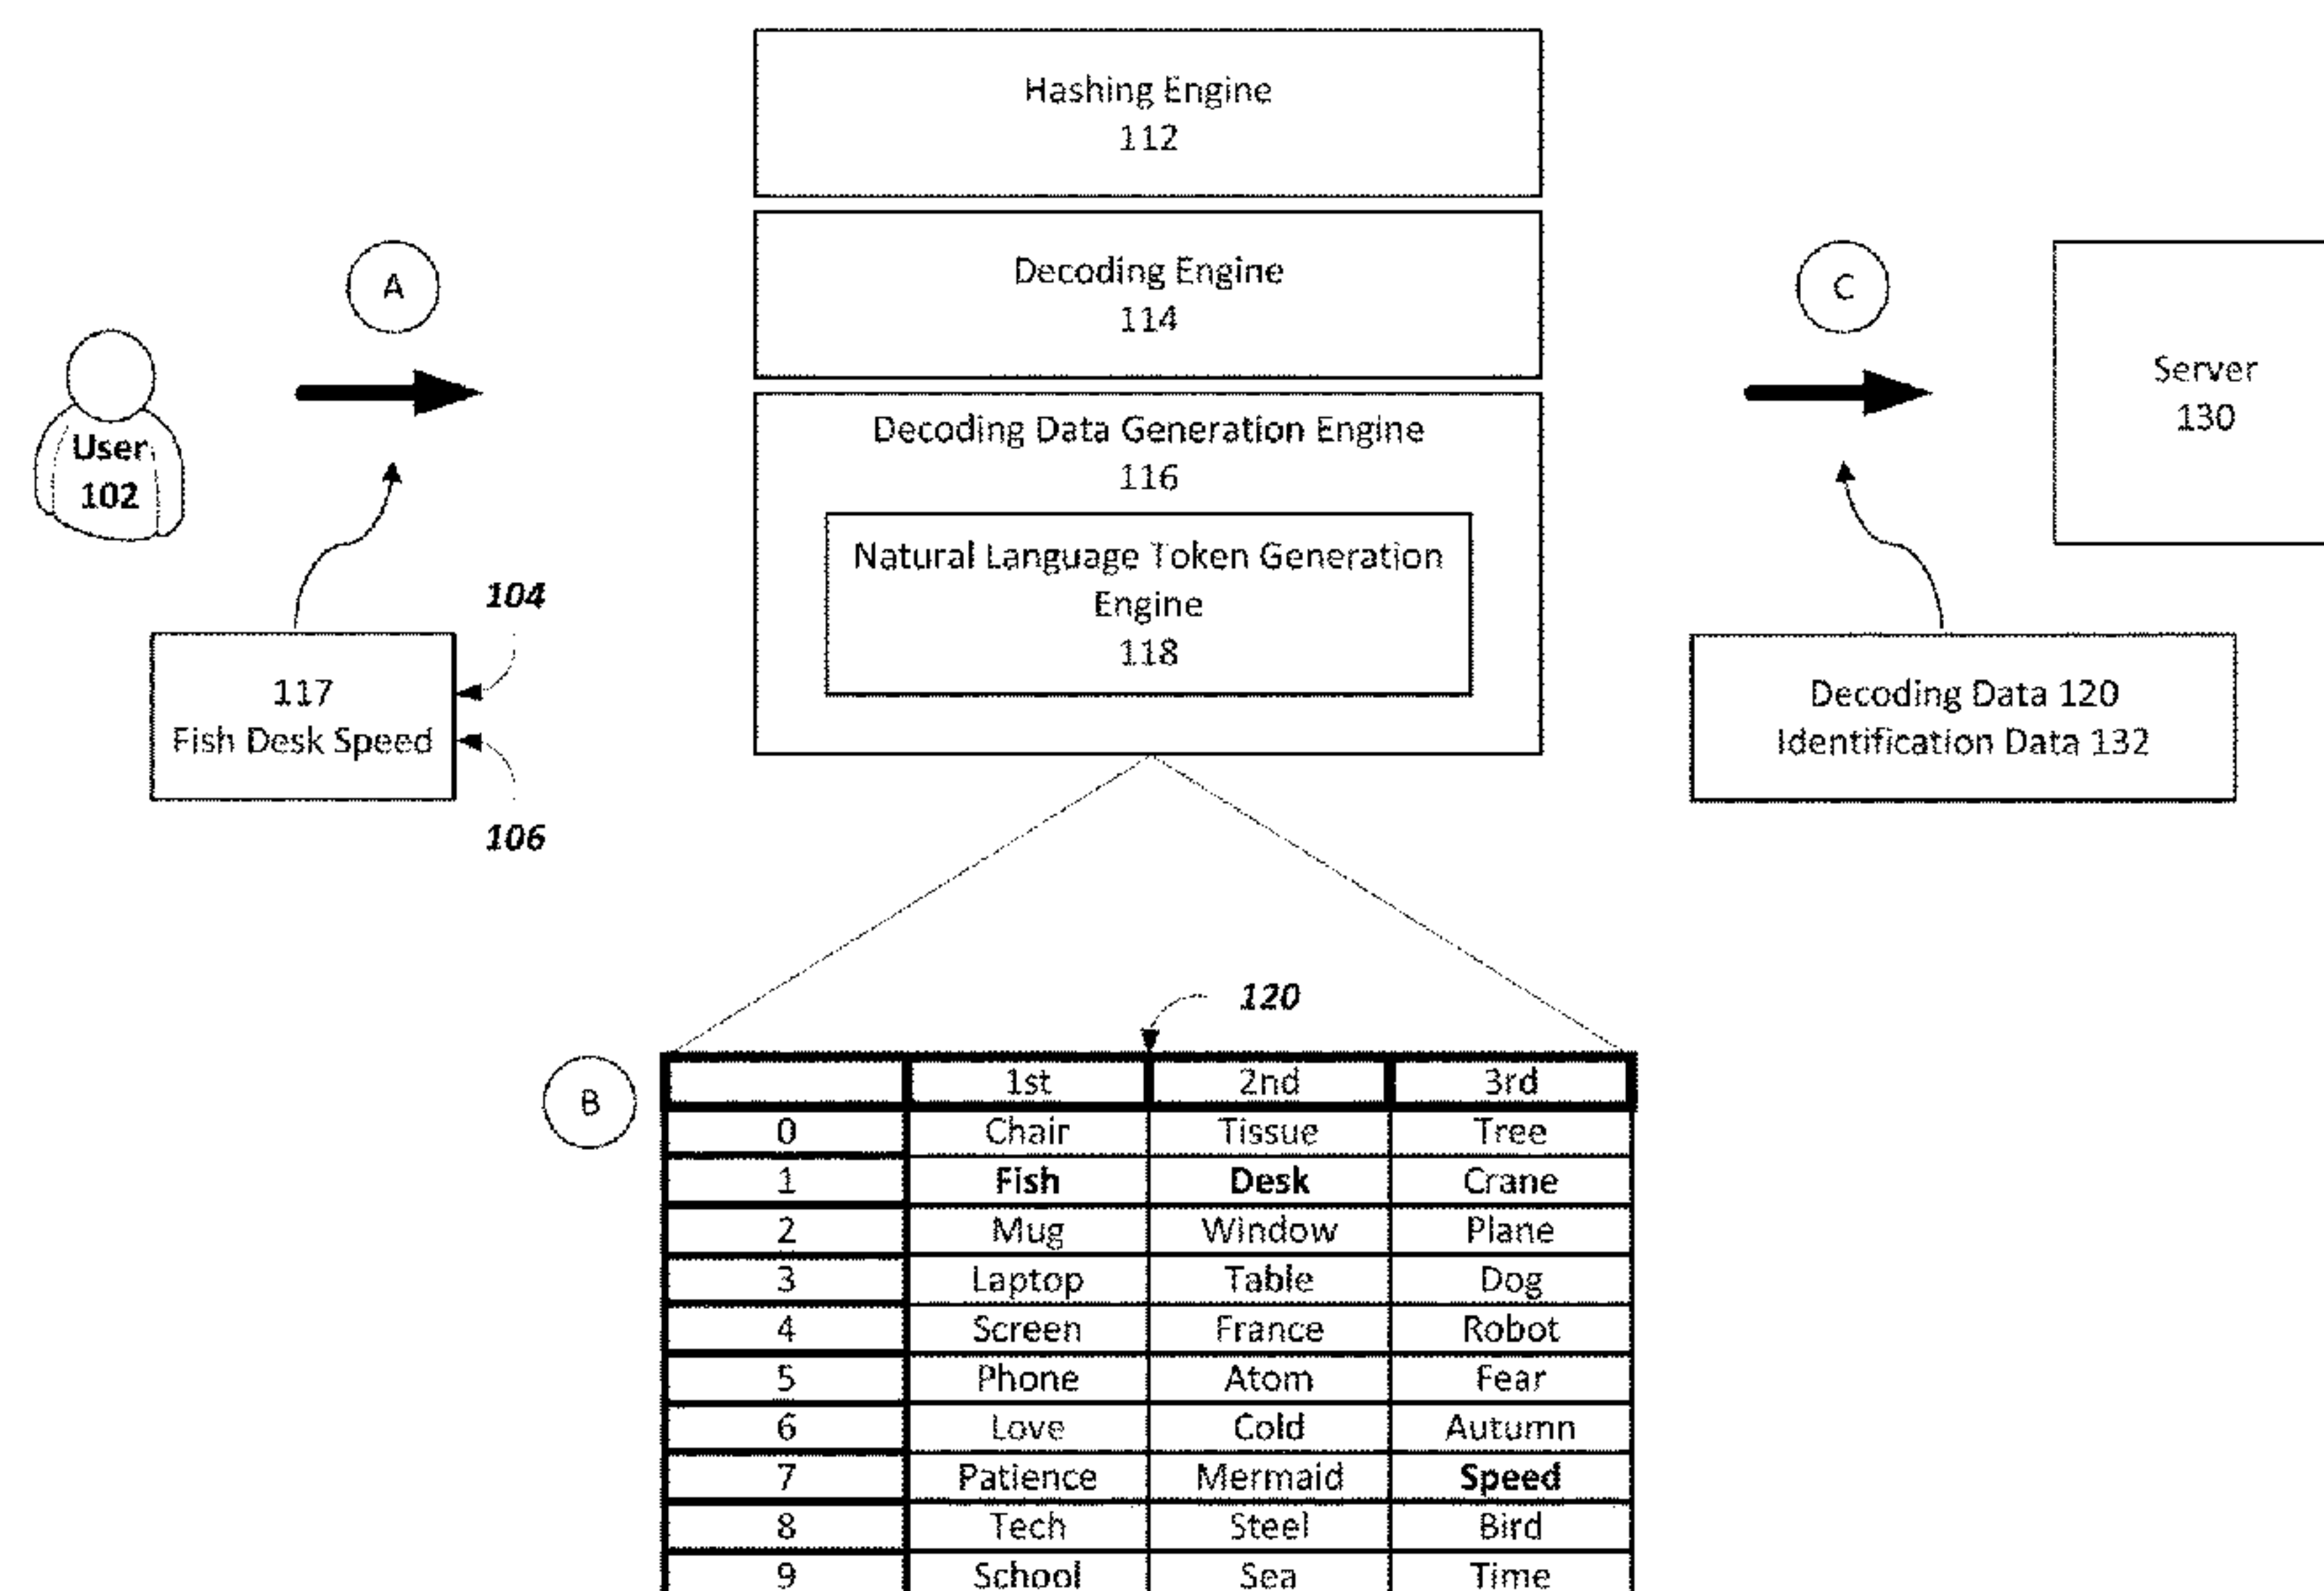 Hashing Engine
112
Decoding Engine
114
Decoding Data Generation Engine
116
Natural Language Token Generation
Engine
118
A
User
102
104
117
Fish Desk Speed
106
C
Server
130
Decoding Data 120
Identification Data 132
120
B
1st 2nd 3rd
0 Chair Tissue Tree
1 Fish Desk Crane
2 Mug Window Plane
3 Laptop Table Dog
4 Screen France Robot
5 Phone Atom Fear
6 Love Cold Autumn
7 Patience Mermaid Speed
8 Tech Steel Bird
9 School Sea Time